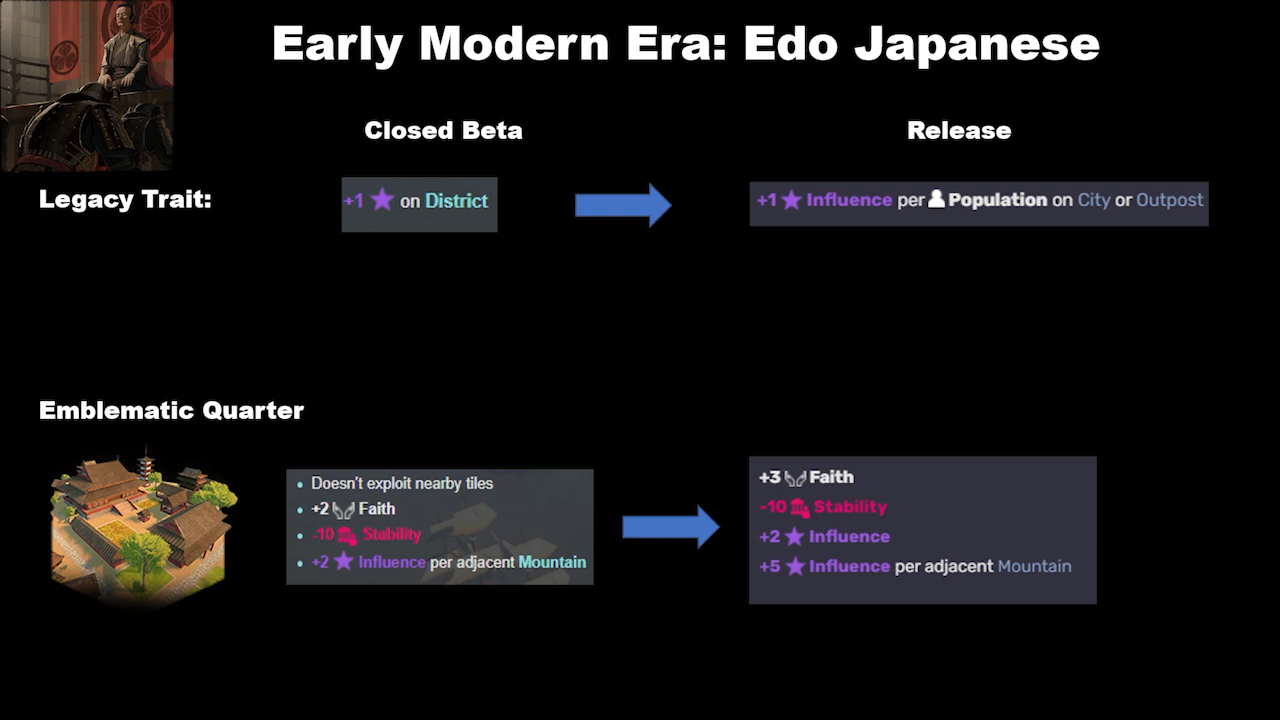 Early Modern Era: Edo Japanese
Closed Beta
Release
Legacy Trait:
+1 on District
+1 Influence per Population on City or Outpost
Emblematic Quarter
• Doesn't exploit nearby tiles
• +2 Faith
• -10 Stability
• +2 Influence per adjacent Mountain
+3 Faith
-10 Stability
+2 Influence
+5 Influence per adjacent Mountain